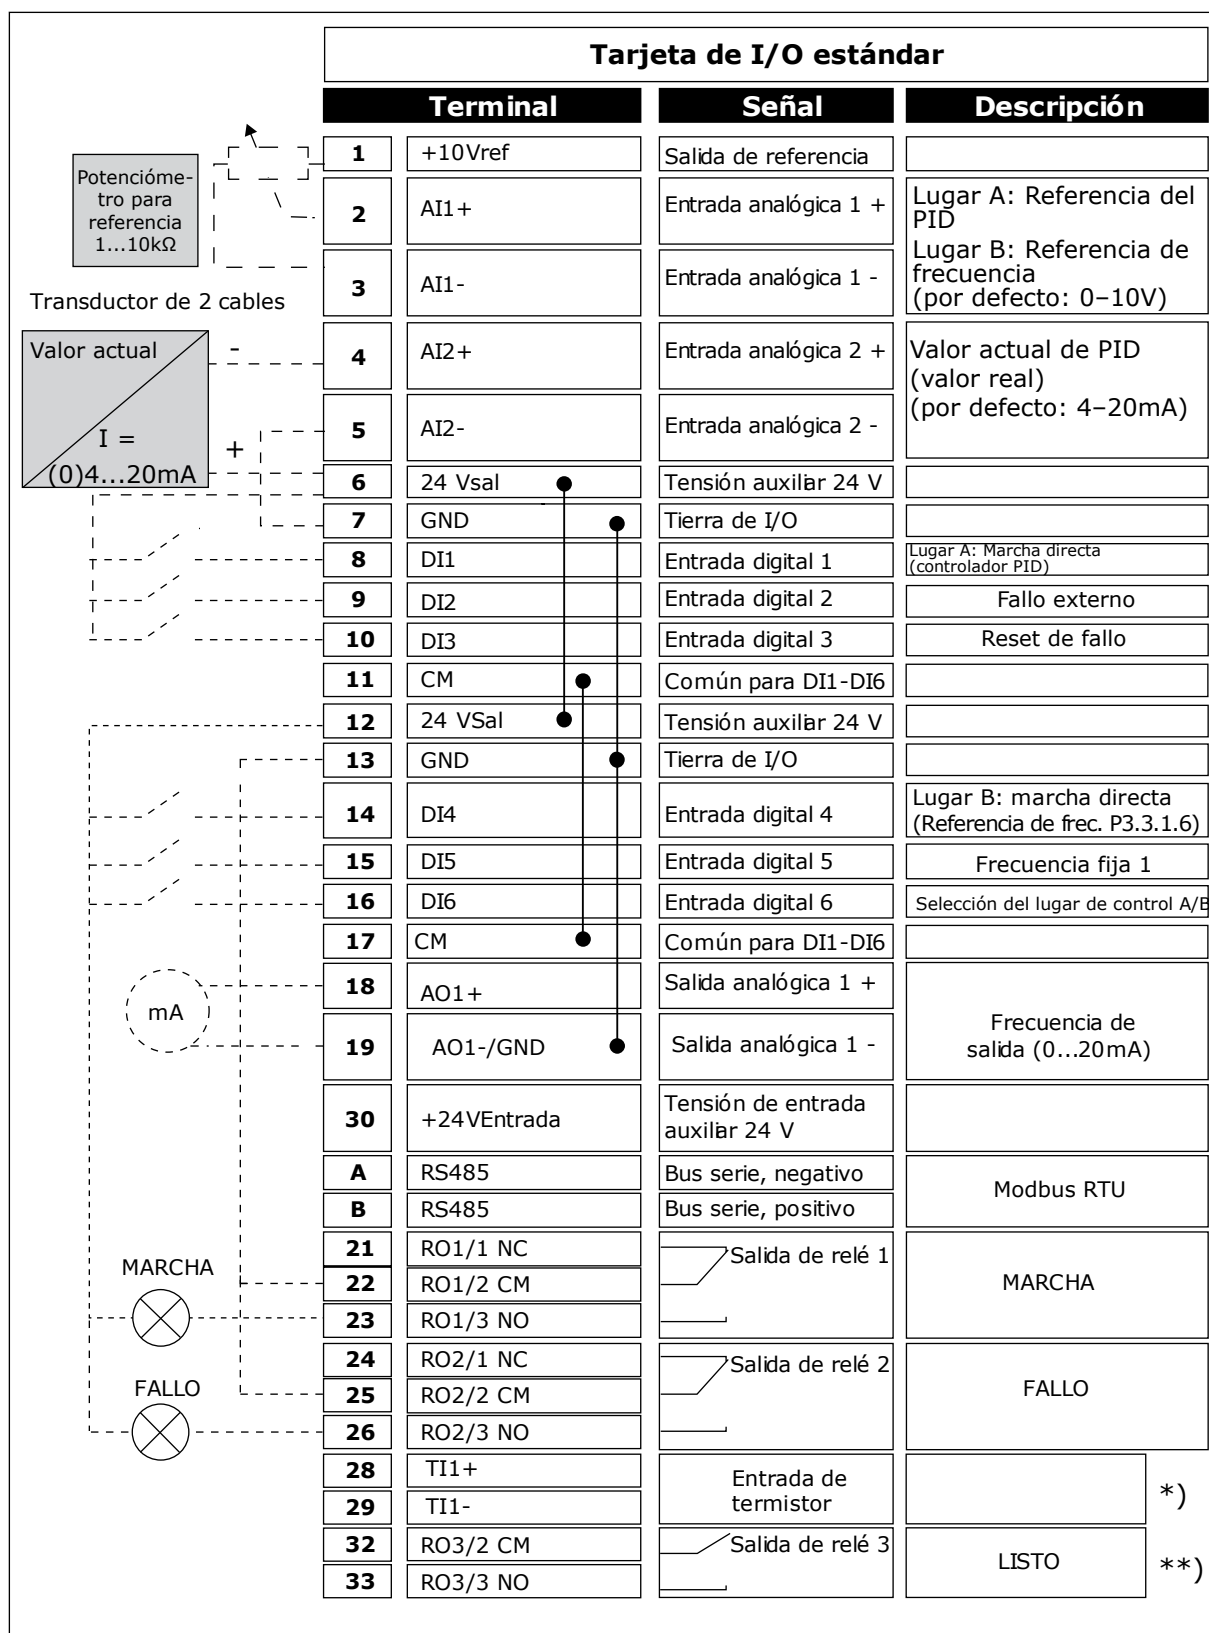 Tarjeta de I/O estándar
Terminal Señal Descripción
1 +10Vref Salida de referencia
Potencióme-
tro para
referencia
1...10kΩ
2 AI1+ Entrada analógica 1 +
Lugar A: Referencia del
PID
Lugar B: Referencia de
frecuencia
(por defecto: 0–10V)
3 AI1- Entrada analógica 1 -
Transductor de 2 cables
Valor actual
-
I =
(0)4...20mA
+
4 AI2+ Entrada analógica 2 +
Valor actual de PID
(valor real)
(por defecto: 4–20mA)
5 AI2- Entrada analógica 2 -
6 24 Vsal Tensión auxiliar 24 V
7 GND Tierra de I/O
8 DI1 Entrada digital 1
Lugar A: Marcha directa
(controlador PID)
9 DI2 Entrada digital 2 Fallo externo
10 DI3 Entrada digital 3 Reset de fallo
11 CM Común para DI1-DI6
12 24 VSal Tensión auxiliar 24 V
13 GND Tierra de I/O
14 DI4 Entrada digital 4
Lugar B: marcha directa
(Referencia de frec. P3.3.1.6)
15 DI5 Entrada digital 5 Frecuencia fija 1
16 DI6 Entrada digital 6 Selección del lugar de control A/B
17 CM Común para DI1-DI6
18 AO1+ Salida analógica 1 +
mA
Frecuencia de
salida (0...20mA)
19 AO1-/GND Salida analógica 1 -
30 +24VEntrada
Tensión de entrada
auxiliar 24 V
A RS485 Bus serie, negativo
Modbus RTU
B RS485 Bus serie, positivo
21 RO1/1 NC Salida de relé 1
MARCHA
22 RO1/2 CM MARCHA
23 RO1/3 NO
24 RO2/1 NC Salida de relé 2
FALLO
25 RO2/2 CM FALLO
26 RO2/3 NO
28 TI1+
Entrada de
termistor
*)
29 TI1-
32 RO3/2 CM Salida de relé 3
LISTO **)
33 RO3/3 NO